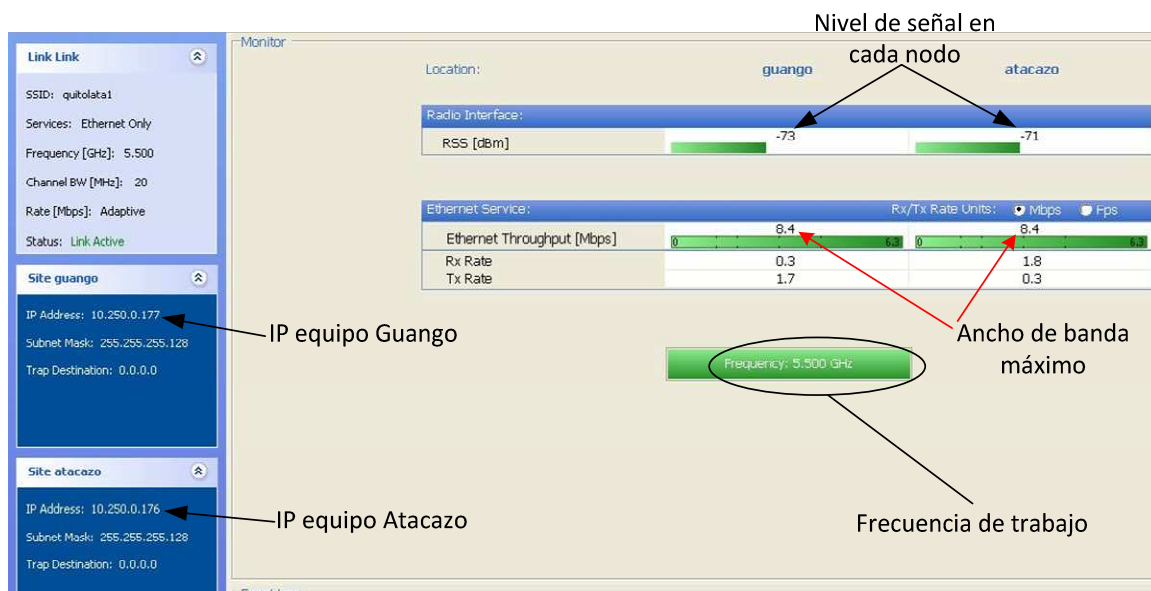 Nivel de señal en
cada nodo
Monitor
Link Link
Location: guango atacazo
SSID: quitolata1
Services: Ethernet Only
Frequency [GHz]: 5.500
Channel BW [MHz]: 20
Rate [Mbps]: Adaptive
Status: Link Active
Radio Interface:
RSS [dBm] -73 -71
Ethernet Service: Rx/Tx Rate Units: Mbps Fps
Ethernet Throughput [Mbps] 8.4 8.4
0 6.3 0 6.3
Rx Rate 0.3 1.8
Tx Rate 1.7 0.3
Site guango
IP Address: 10.250.0.177
Subnet Mask: 255.255.255.128
Trap Destination: 0.0.0.0
IP equipo Guango
Ancho de banda
máximo
Frequency: 5.500 GHz
Site atacazo
IP Address: 10.250.0.176
Subnet Mask: 255.255.255.128
Trap Destination: 0.0.0.0
IP equipo Atacazo
Frecuencia de trabajo